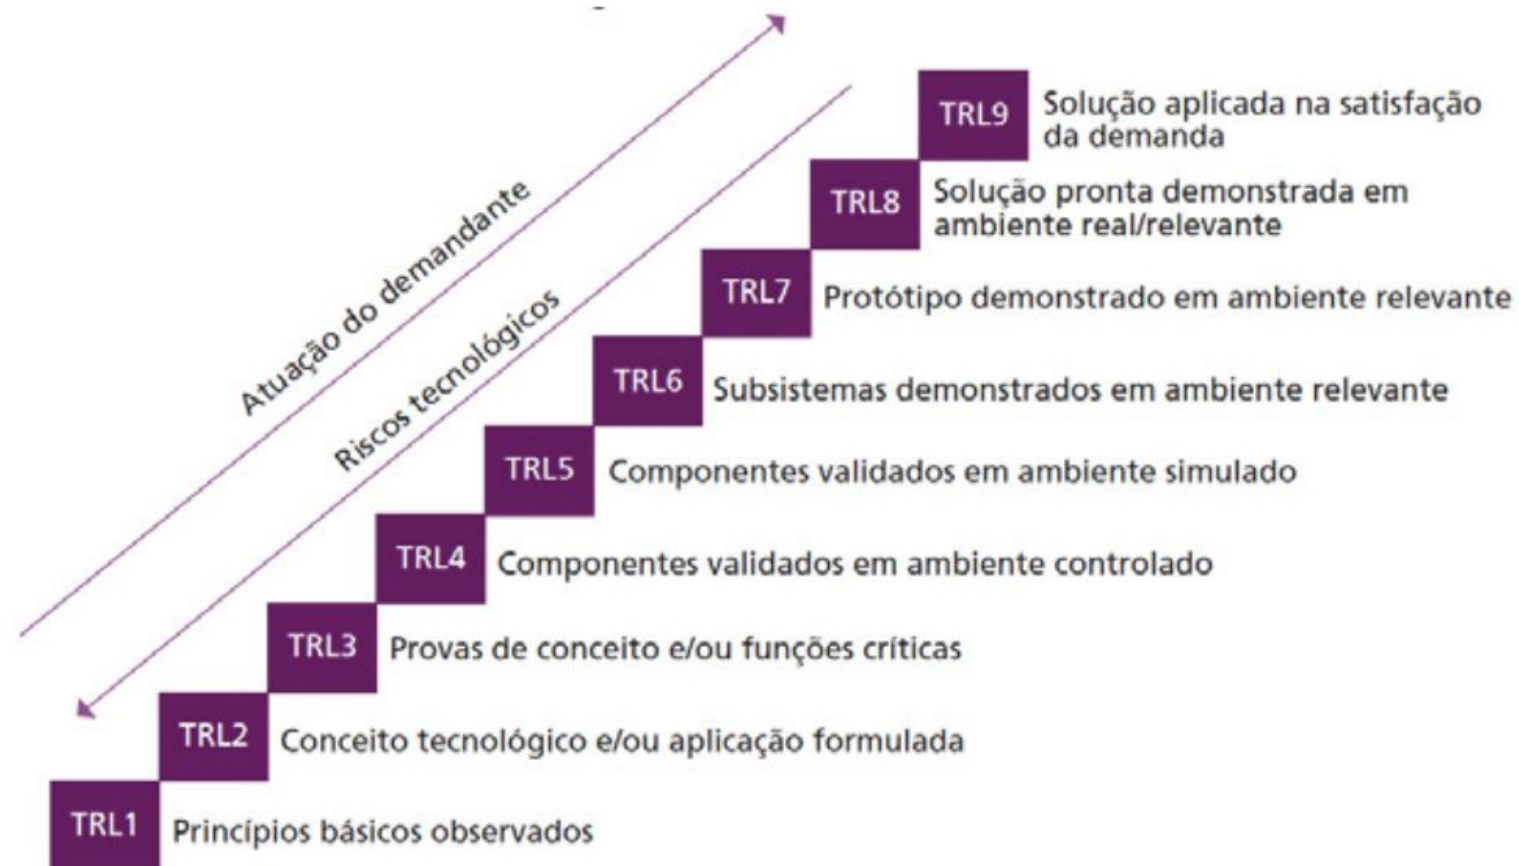 TRL9
Solução aplicada na satisfação
da demanda
TRL8
Solução pronta demonstrada em
ambiente real/relevante
TRL7
Protótipo demonstrado em ambiente relevante
Atuação do demandante
Riscos tecnológicos
TRL6
Subsistemas demonstrados em ambiente relevante
TRL5
Componentes validados em ambiente simulado
TRL4
Componentes validados em ambiente controlado
TRL3
Provas de conceito e/ou funções críticas
TRL2
Conceito tecnológico e/ou aplicação formulada
TRL1
Princípios básicos observados